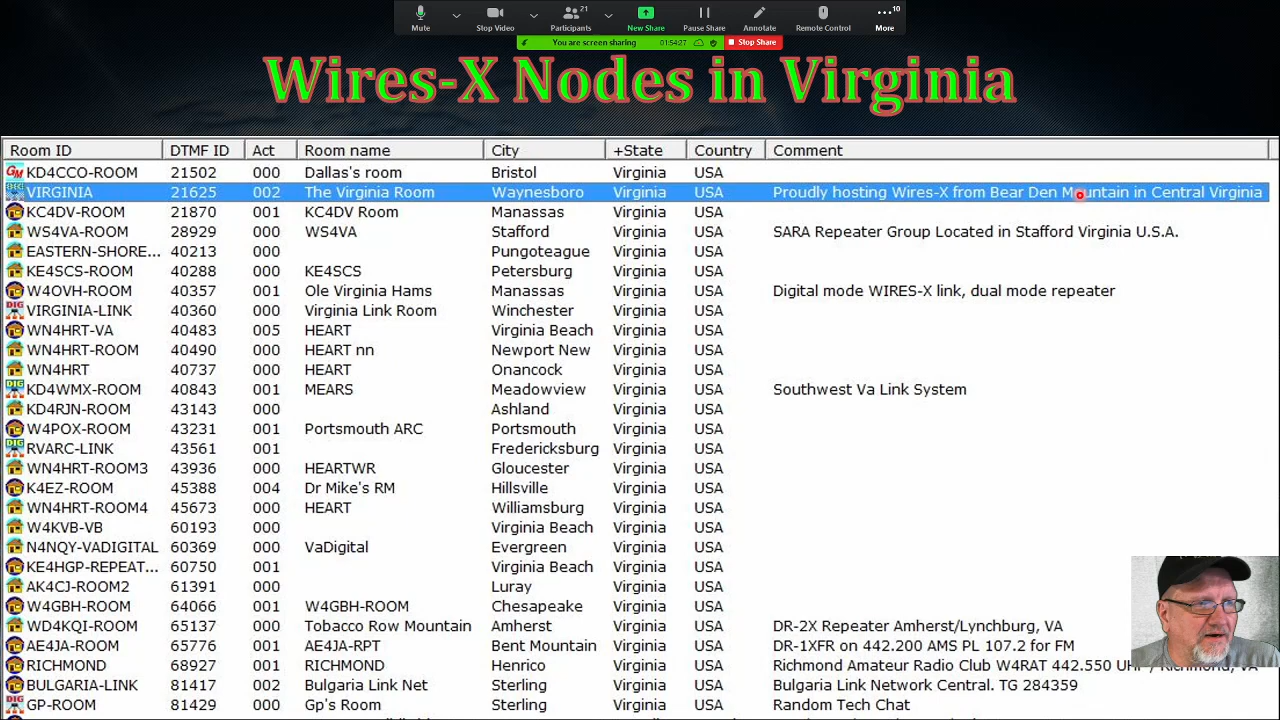 Mute Stop Video Participants 21 New Share Pause Share Annotate Remote Control More 10
You are screen sharing 01:54:27 Stop Share
Wires-X Nodes in Virginia
Room ID DTMF ID Act Room name City +State Country Comment
GM KD4CCO-ROOM 21502 000 Dallas's room Bristol Virginia USA
VIRGINIA 21625 002 The Virginia Room Waynesboro Virginia USA Proudly hosting Wires-X from Bear Den Mountain in Central Virginia
KC4DV-ROOM 21870 001 KC4DV Room Manassas Virginia USA
WS4VA-ROOM 28929 000 WS4VA Stafford Virginia USA SARA Repeater Group Located in Stafford Virginia U.S.A.
EASTERN-SHORE... 40213 000 Pungoteague Virginia USA
KE4SCS-ROOM 40288 000 KE4SCS Petersburg Virginia USA
W4OVH-ROOM 40357 001 Ole Virginia Hams Manassas Virginia USA Digital mode WIRES-X link, dual mode repeater
DIG VIRGINIA-LINK 40360 000 Virginia Link Room Winchester Virginia USA
WN4HRT-VA 40483 005 HEART Virginia Beach Virginia USA
WN4HRT-ROOM 40490 000 HEART nn Newport New Virginia USA
WN4HRT 40737 000 HEART Onancock Virginia USA
DIG KD4WMX-ROOM 40843 001 MEARS Meadowview Virginia USA Southwest Va Link System
KD4RJN-ROOM 43143 000 Ashland Virginia USA
W4POX-ROOM 43231 001 Portsmouth ARC Portsmouth Virginia USA
DIG RVARC-LINK 43561 001 Fredericksburg Virginia USA
WN4HRT-ROOM3 43936 000 HEARTWR Gloucester Virginia USA
K4EZ-ROOM 45388 004 Dr Mike's RM Hillsville Virginia USA
WN4HRT-ROOM4 45673 000 HEART Williamsburg Virginia USA
W4KVB-VB 60193 000 Virginia Beach Virginia USA
N4NQY-VADIGITAL 60369 000 VaDigital Evergreen Virginia USA
KE4HGP-REPEAT... 60750 001 Virginia Beach Virginia USA
AK4CJ-ROOM2 61391 000 Luray Virginia USA
W4GBH-ROOM 64066 001 W4GBH-ROOM Chesapeake Virginia USA
WD4KQI-ROOM 65137 000 Tobacco Row Mountain Amherst Virginia USA DR-2X Repeater Amherst/Lynchburg, VA
AE4JA-ROOM 65776 001 AE4JA-RPT Bent Mountain Virginia USA DR-1XFR on 442.200 AMS PL 107.2 for FM
RICHMOND 68927 001 RICHMOND Henrico Virginia USA Richmond Amateur Radio Club W4RAT 442.550 UHF / Richmond, VA
BULGARIA-LINK 81417 002 Bulgaria Link Net Sterling Virginia USA Bulgaria Link Network Central. TG 284359
DIG GP-ROOM 81429 000 Gp's Room Sterling Virginia USA Random Tech Chat